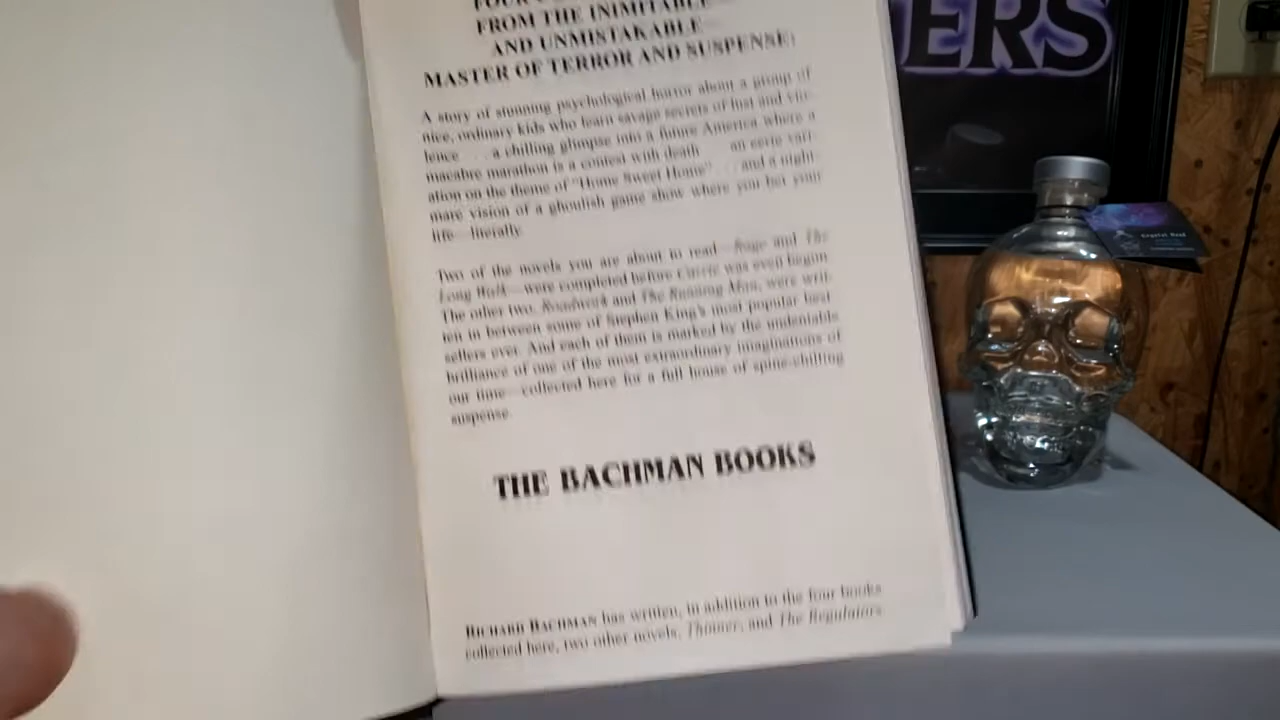 FOUR
FROM THE INIMITABLE
AND UNMISTAKABLE
MASTER OF TERROR AND SUSPENSE:
A story of stunning psychological horror about a group of
nice, ordinary kids who learn savage secrets of lust and vio-
lence . . . a chilling glimpse into a future America where a
macabre marathon is a contest with death an eerie vari-
ation on the theme of "Home Sweet Home" . . . and a night-
mare vision of a ghoulish game show where you bet your
life—literally.
Two of the novels you are about to read—Rage and The
Long Walk—were completed before Carrie was even begun
The other two, Roadwork and The Running Man, were writ-
ten in between some of Stephen King's most popular best
sellers ever. And each of them is marked by the undeniable
brilliance of one of the most extraordinary imaginations of
our time—collected here for a full house of spine-chilling
suspense.
THE BACHMAN BOOKS
RICHARD BACHMAN has written, in addition to the four books
collected here, two other novels, Thinner, and The Regulators
ERS
Crystal Head